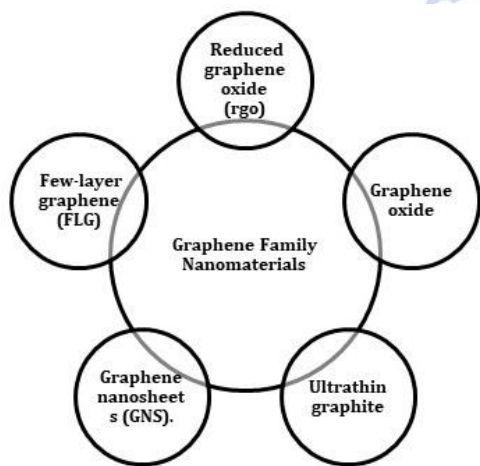 Reduced
graphene
oxide
(rgo)
Few-layer
graphene
(FLG)
Graphene
oxide
Graphene Family
Nanomaterials
Graphene
nanosheet
s (GNS).
Ultrathin
graphite